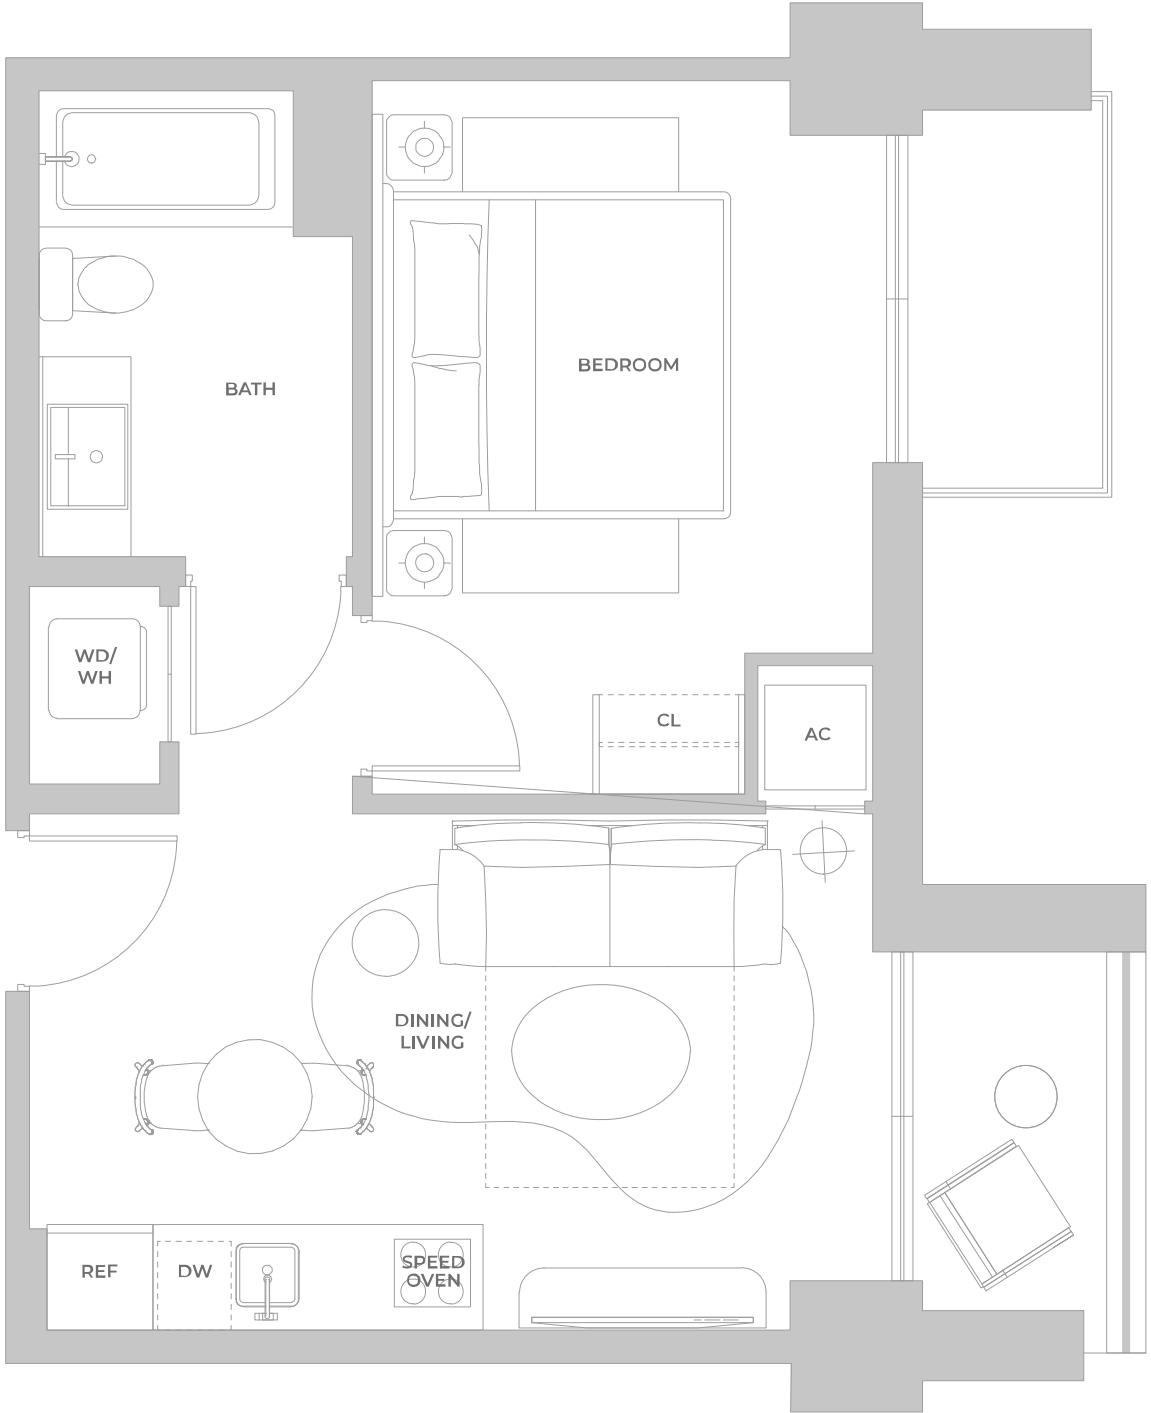 BEDROOM
BATH
WD/
WH
CL
AC
DINING/
LIVING
REF
DW
SPEED
OVEN